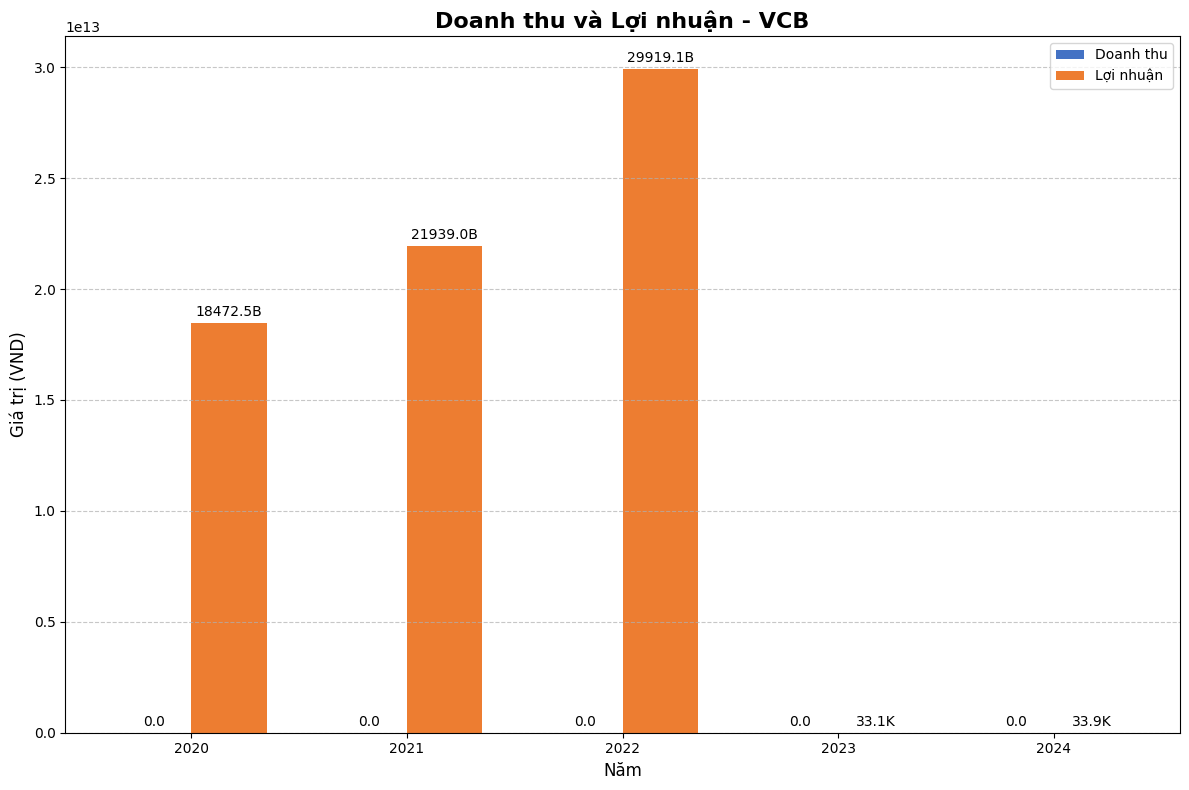 Doanh thu và Lợi nhuận - VCB
1e13
Doanh thu
Lợi nhuận
3.0
2.5
2.0
1.5
1.0
0.5
0.0
Giá trị (VND)
29919.1B
21939.0B
18472.5B
0.0
0.0
0.0
0.0
33.1K
0.0
33.9K
2020
2021
2022
2023
2024
Năm